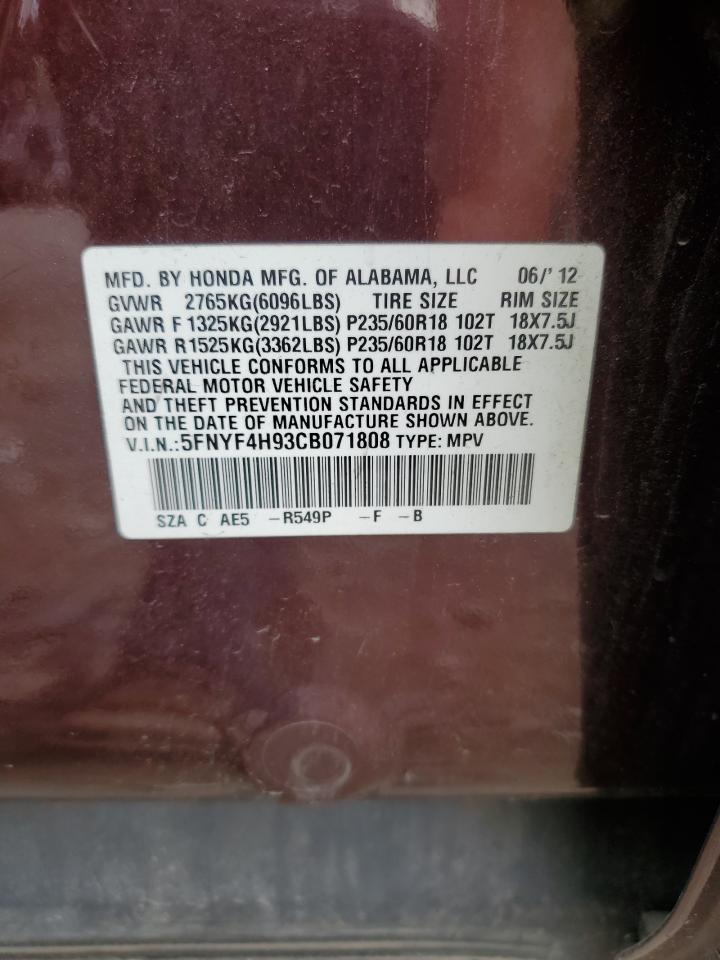 MFD. BY HONDA MFG. OF ALABAMA, LLC 06/'12
GVWR 2765KG(6096LBS) TIRE SIZE RIM SIZE
GAWR F 1325KG(2921LBS) P235/60R18 102T 18X7.5J
GAWR R1525KG(3362LBS) P235/60R18 102T 18X7.5J
THIS VEHICLE CONFORMS TO ALL APPLICABLE
FEDERAL MOTOR VEHICLE SAFETY
AND THEFT PREVENTION STANDARDS IN EFFECT
ON THE DATE OF MANUFACTURE SHOWN ABOVE.
V.I.N.:5FNYF4H93CB071808 TYPE: MPV
SZA C AE5 -R549P -F -B